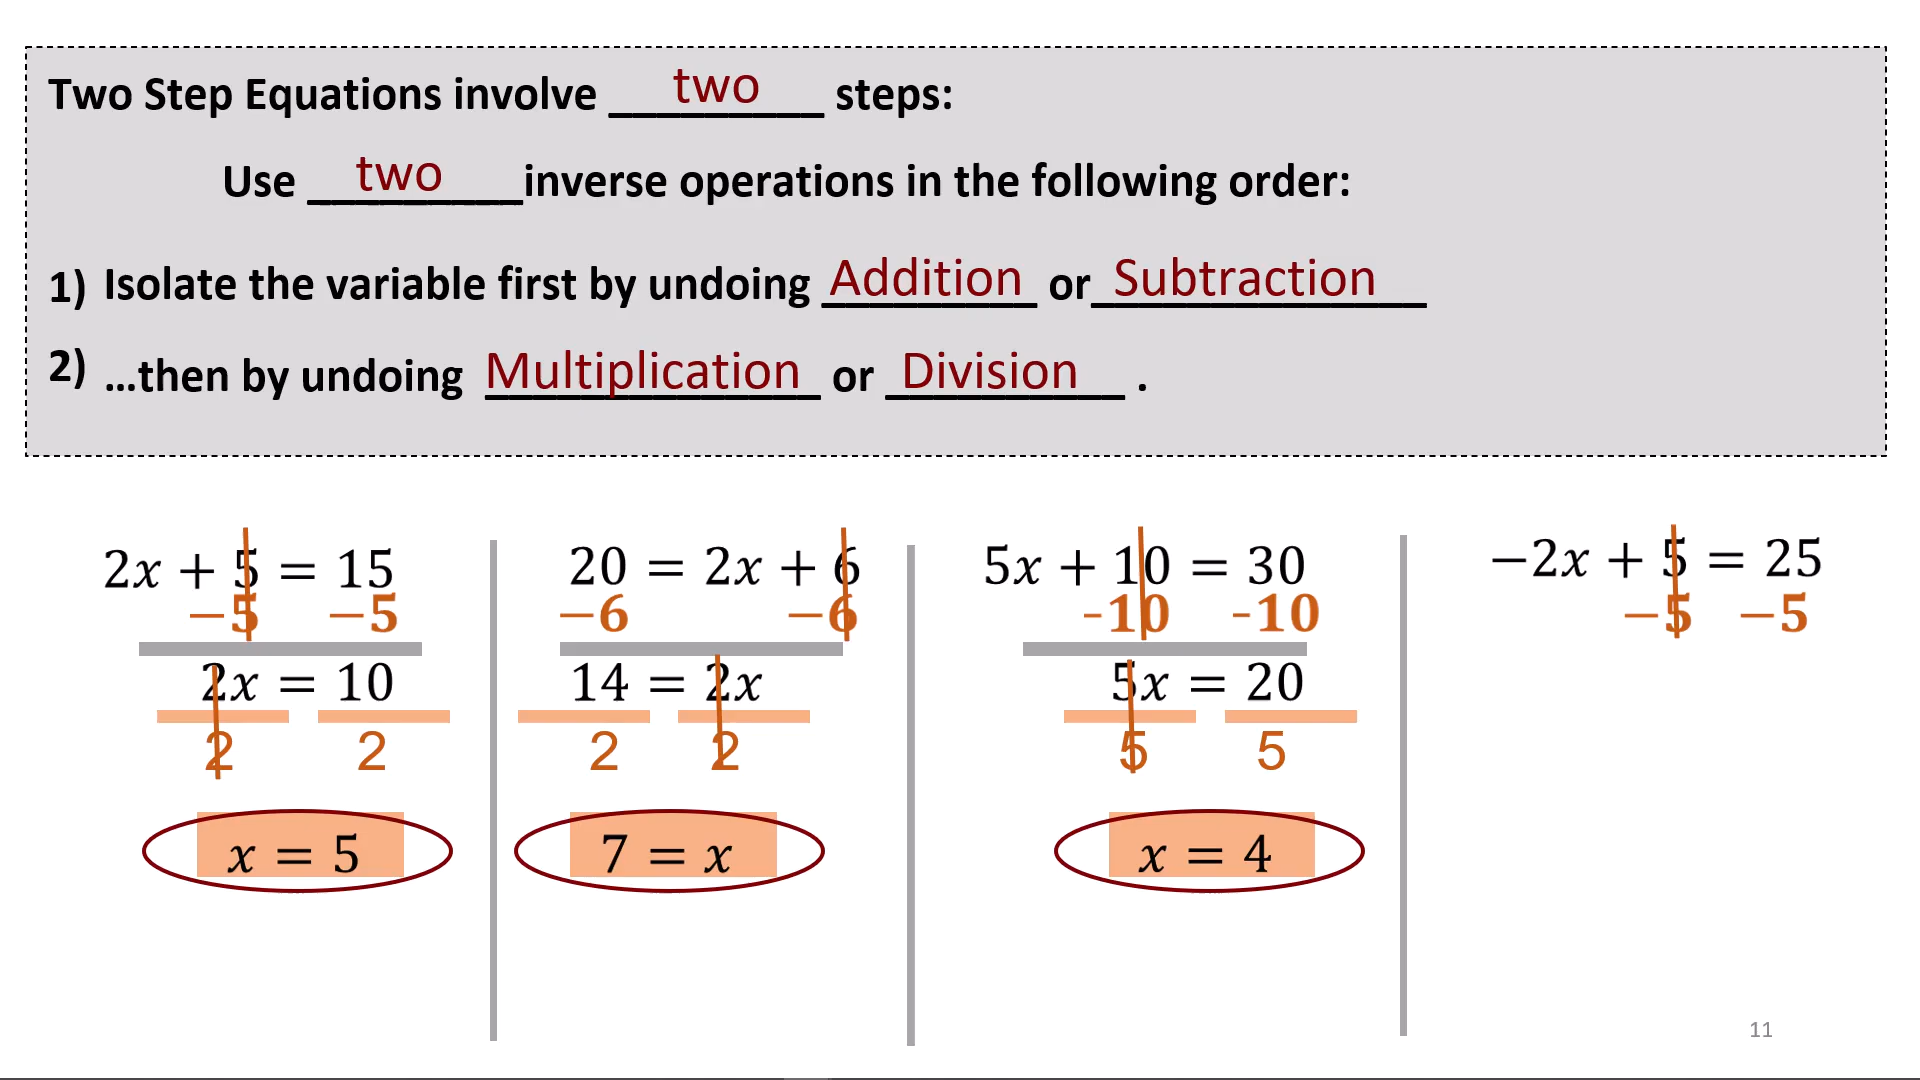 Two Step Equations involve two steps:
Use two inverse operations in the following order:
1) Isolate the variable first by undoing Addition or Subtraction
2) ...then by undoing Multiplication or Division .
2x + 5 = 15
−5 −5
2x = 10
2 2
x = 5
20 = 2x + 6
−6 −6
14 = 2x
2 2
7 = x
5x + 10 = 30
-10 -10
5x = 20
5 5
x = 4
−2x + 5 = 25
−5 −5
11